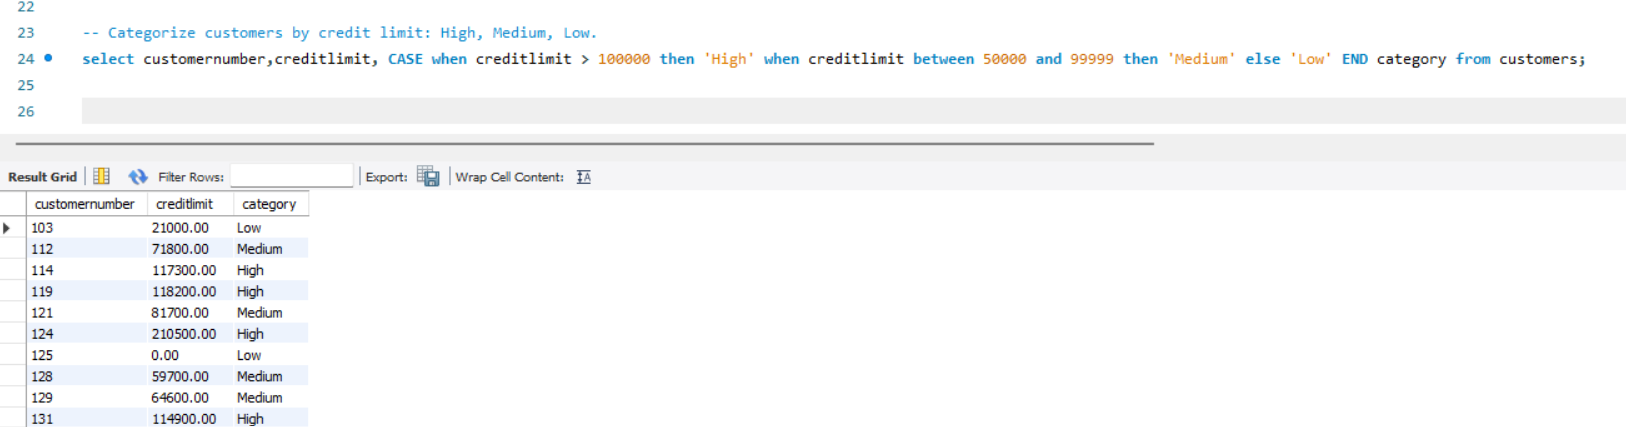 22
23 -- Categorize customers by credit limit: High, Medium, Low.
24 select customernumber,creditlimit, CASE when creditlimit > 100000 then 'High' when creditlimit between 50000 and 99999 then 'Medium' else 'Low' END category from customers;
25
26
Result Grid Filter Rows: Export: Wrap Cell Content: IA
customernumber creditlimit category
103 21000.00 Low
112 71800.00 Medium
114 117300.00 High
119 118200.00 High
121 81700.00 Medium
124 210500.00 High
125 0.00 Low
128 59700.00 Medium
129 64600.00 Medium
131 114900.00 High